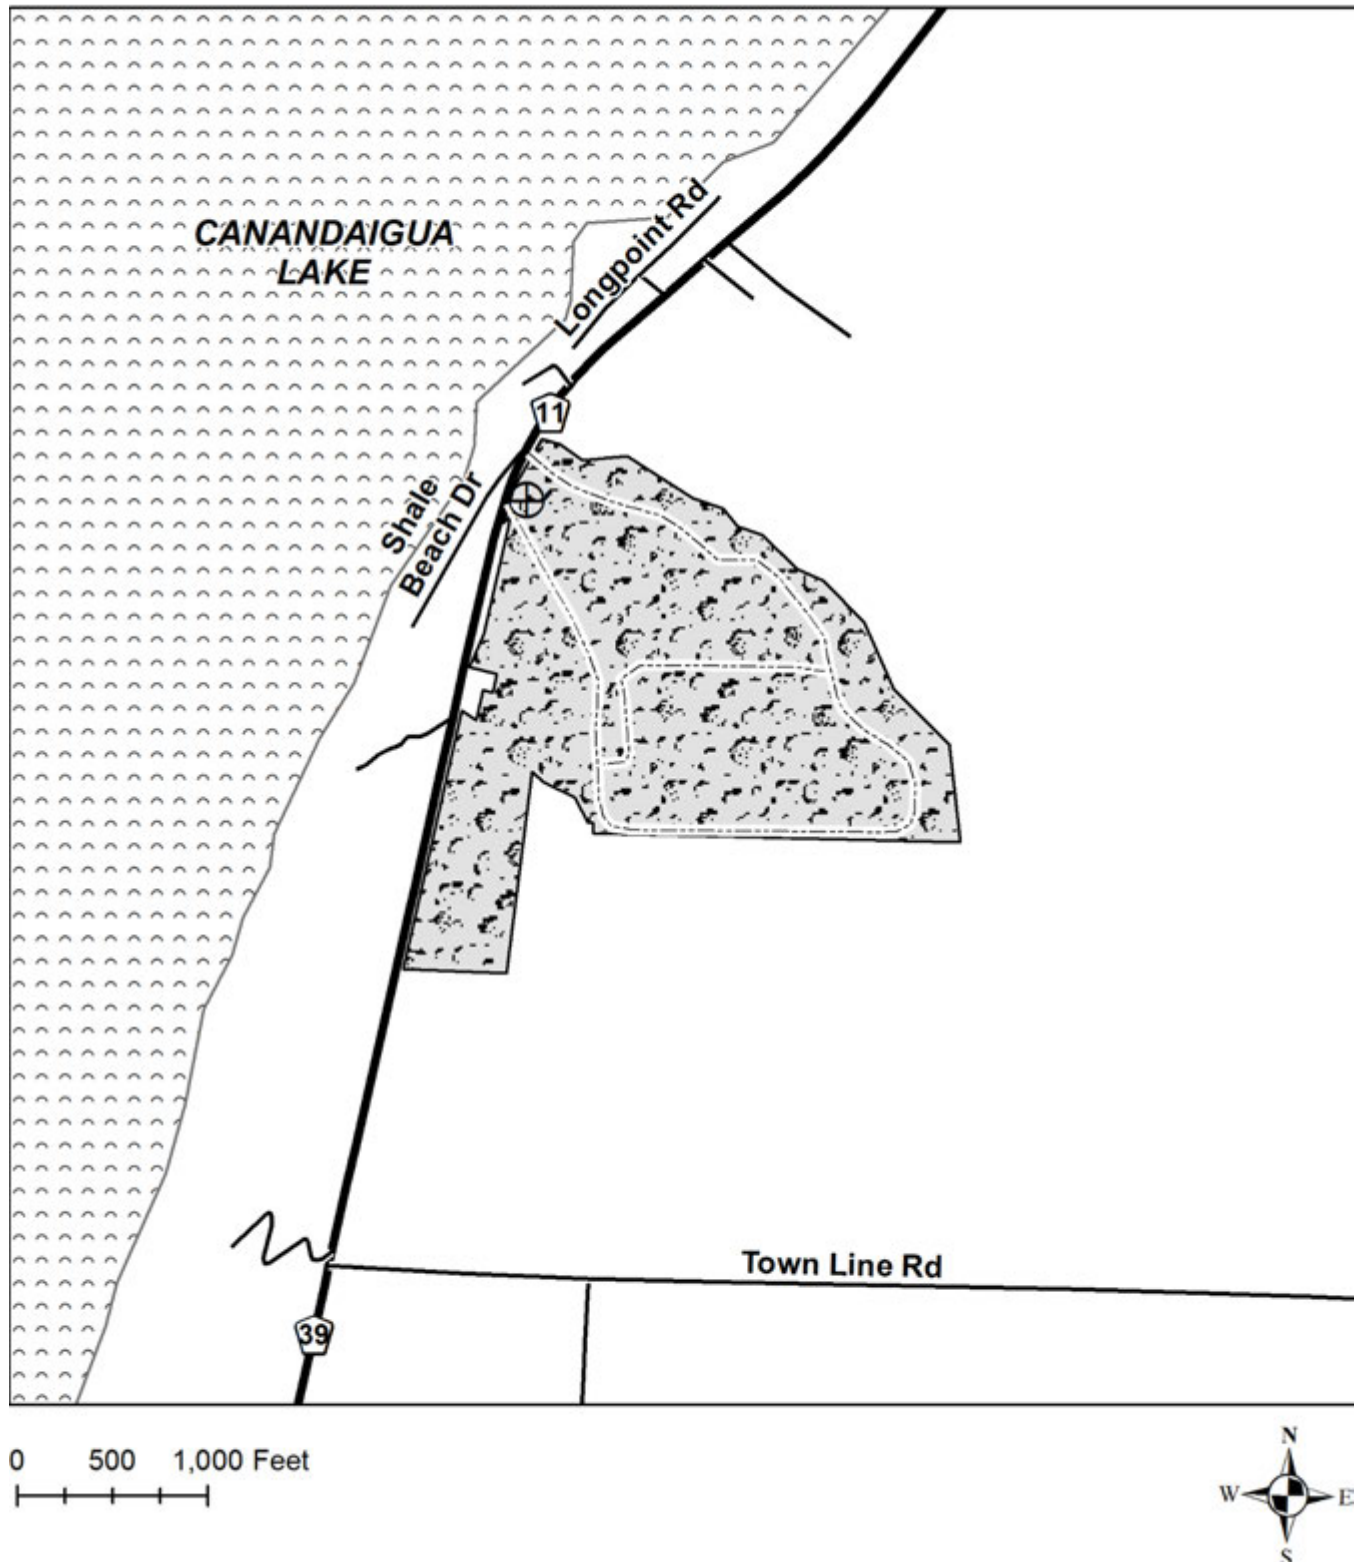 CANANDAIGUA
LAKE
Longpoint Rd
11
Shale
Beach Dr
Town Line Rd
39
0 500 1,000 Feet
N
W E
S